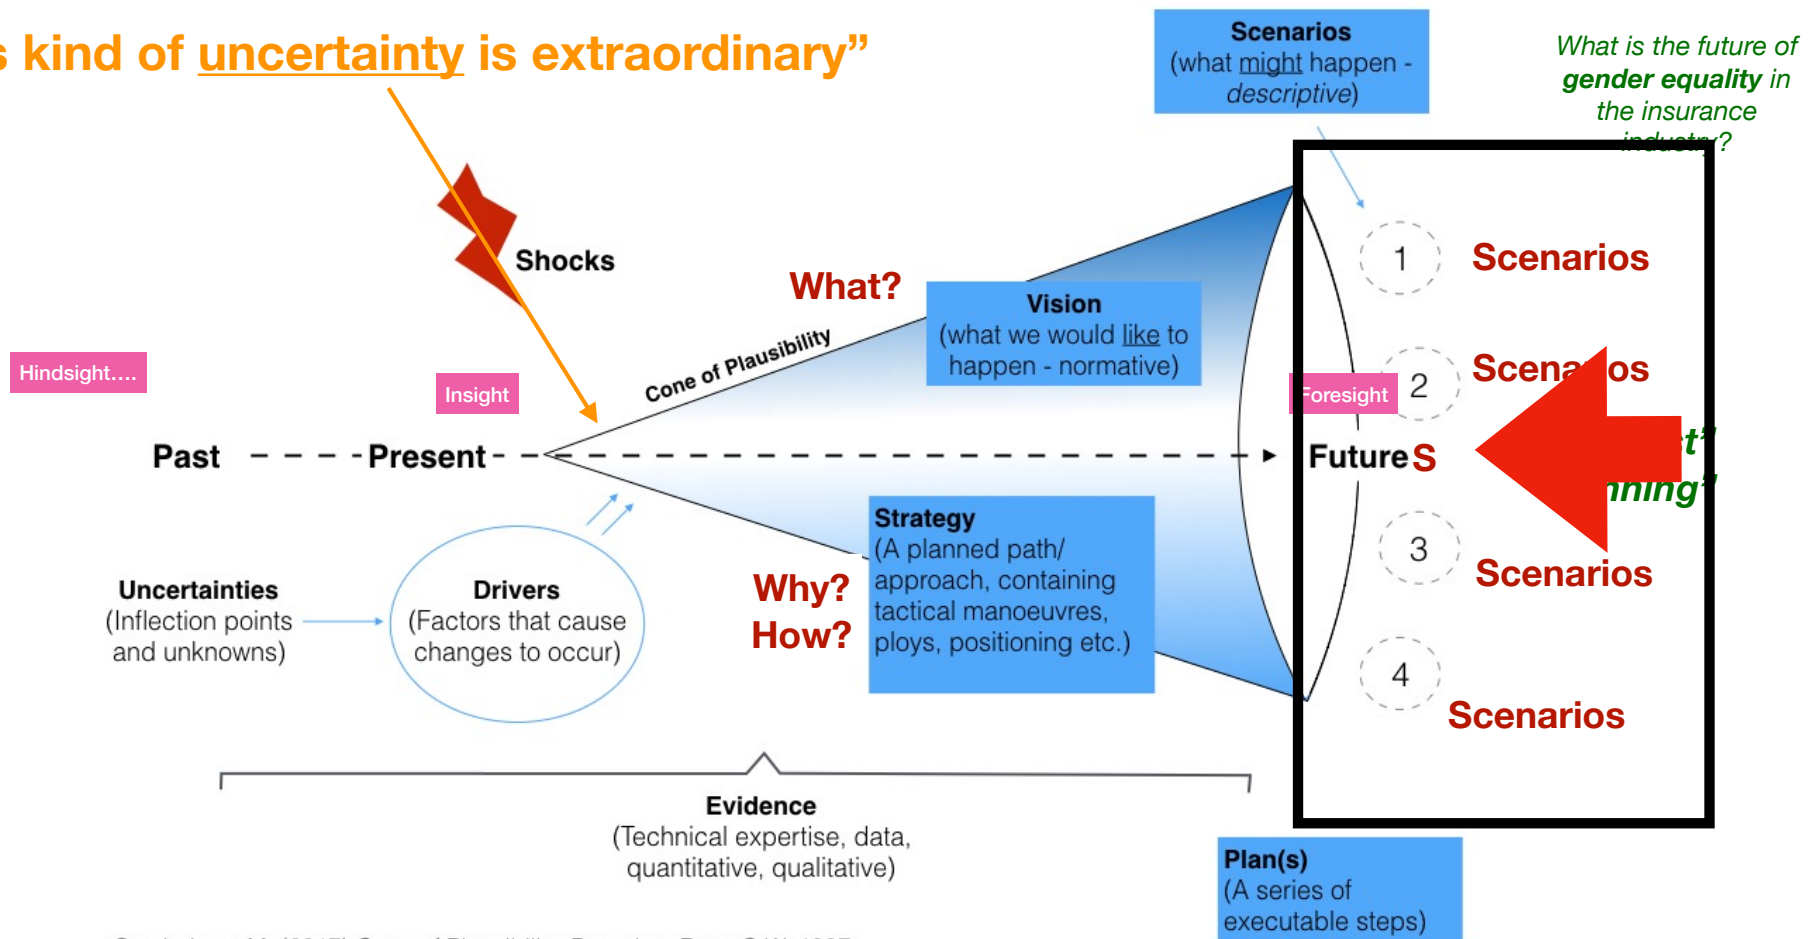 s kind of uncertainty is extraordinary”
Scenarios
(what might happen -
descriptive)
What is the future of
gender equality in
the insurance
industry?
Shocks
What?
Cone of Plausibility
Vision
(what we would like to
happen - normative)
1
Scenarios
Hindsight....
Insight
Foresight
2
Scenarios
Past
Present
FutureS
Strategy
(A planned path/
approach, containing
tactical manoeuvres,
ploys, positioning etc.)
Why?
How?
3
Scenarios
Uncertainties
(Inflection points
and unknowns)
Drivers
(Factors that cause
changes to occur)
4
Scenarios
Evidence
(Technical expertise, data,
quantitative, qualitative)
Plan(s)
(A series of
executable steps)